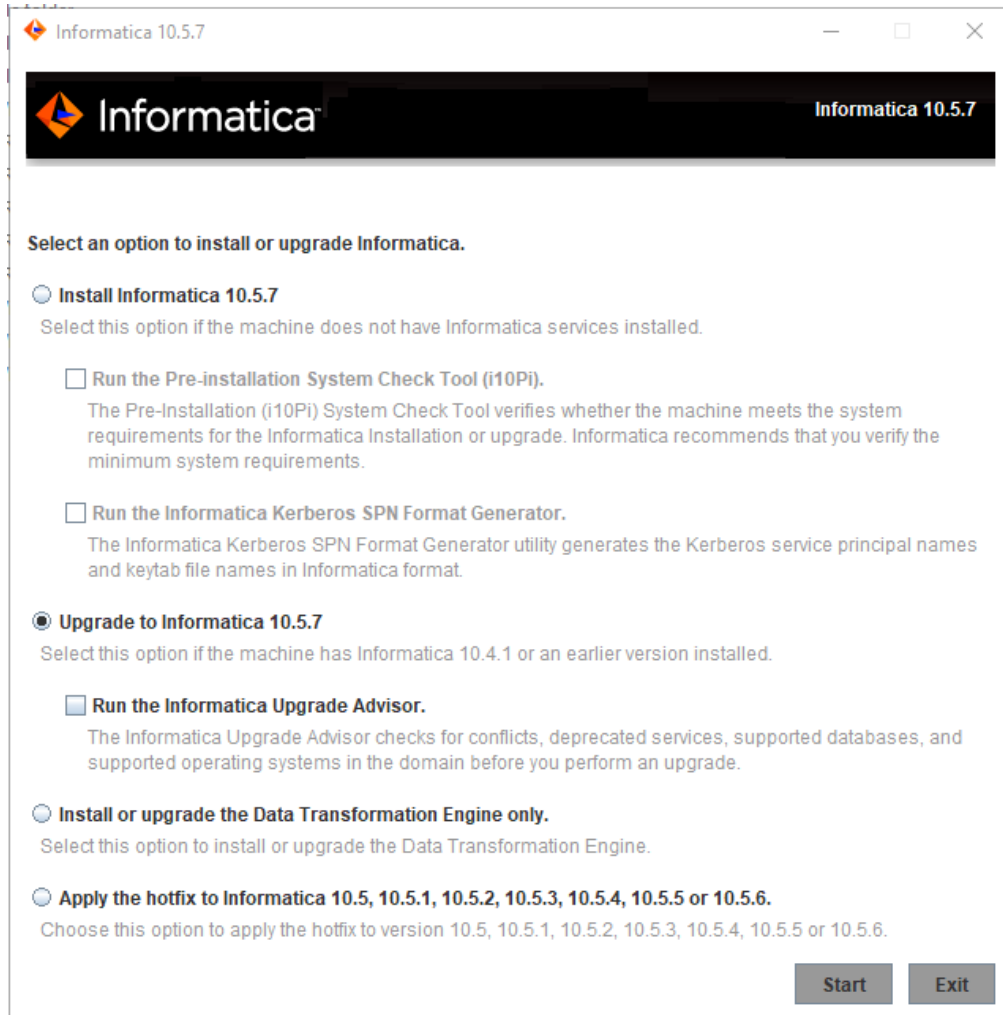 Informatica 10.5.7
Informatica
Informatica 10.5.7
Select an option to install or upgrade Informatica.
Install Informatica 10.5.7
Select this option if the machine does not have Informatica services installed.
Run the Pre-installation System Check Tool (i10Pi).
The Pre-Installation (i10Pi) System Check Tool verifies whether the machine meets the system
requirements for the Informatica Installation or upgrade. Informatica recommends that you verify the
minimum system requirements.
Run the Informatica Kerberos SPN Format Generator.
The Informatica Kerberos SPN Format Generator utility generates the Kerberos service principal names
and keytab file names in Informatica format.
Upgrade to Informatica 10.5.7
Select this option if the machine has Informatica 10.4.1 or an earlier version installed.
Run the Informatica Upgrade Advisor.
The Informatica Upgrade Advisor checks for conflicts, deprecated services, supported databases, and
supported operating systems in the domain before you perform an upgrade.
Install or upgrade the Data Transformation Engine only.
Select this option to install or upgrade the Data Transformation Engine.
Apply the hotfix to Informatica 10.5, 10.5.1, 10.5.2, 10.5.3, 10.5.4, 10.5.5 or 10.5.6.
Choose this option to apply the hotfix to version 10.5, 10.5.1, 10.5.2, 10.5.3, 10.5.4, 10.5.5 or 10.5.6.
Start Exit